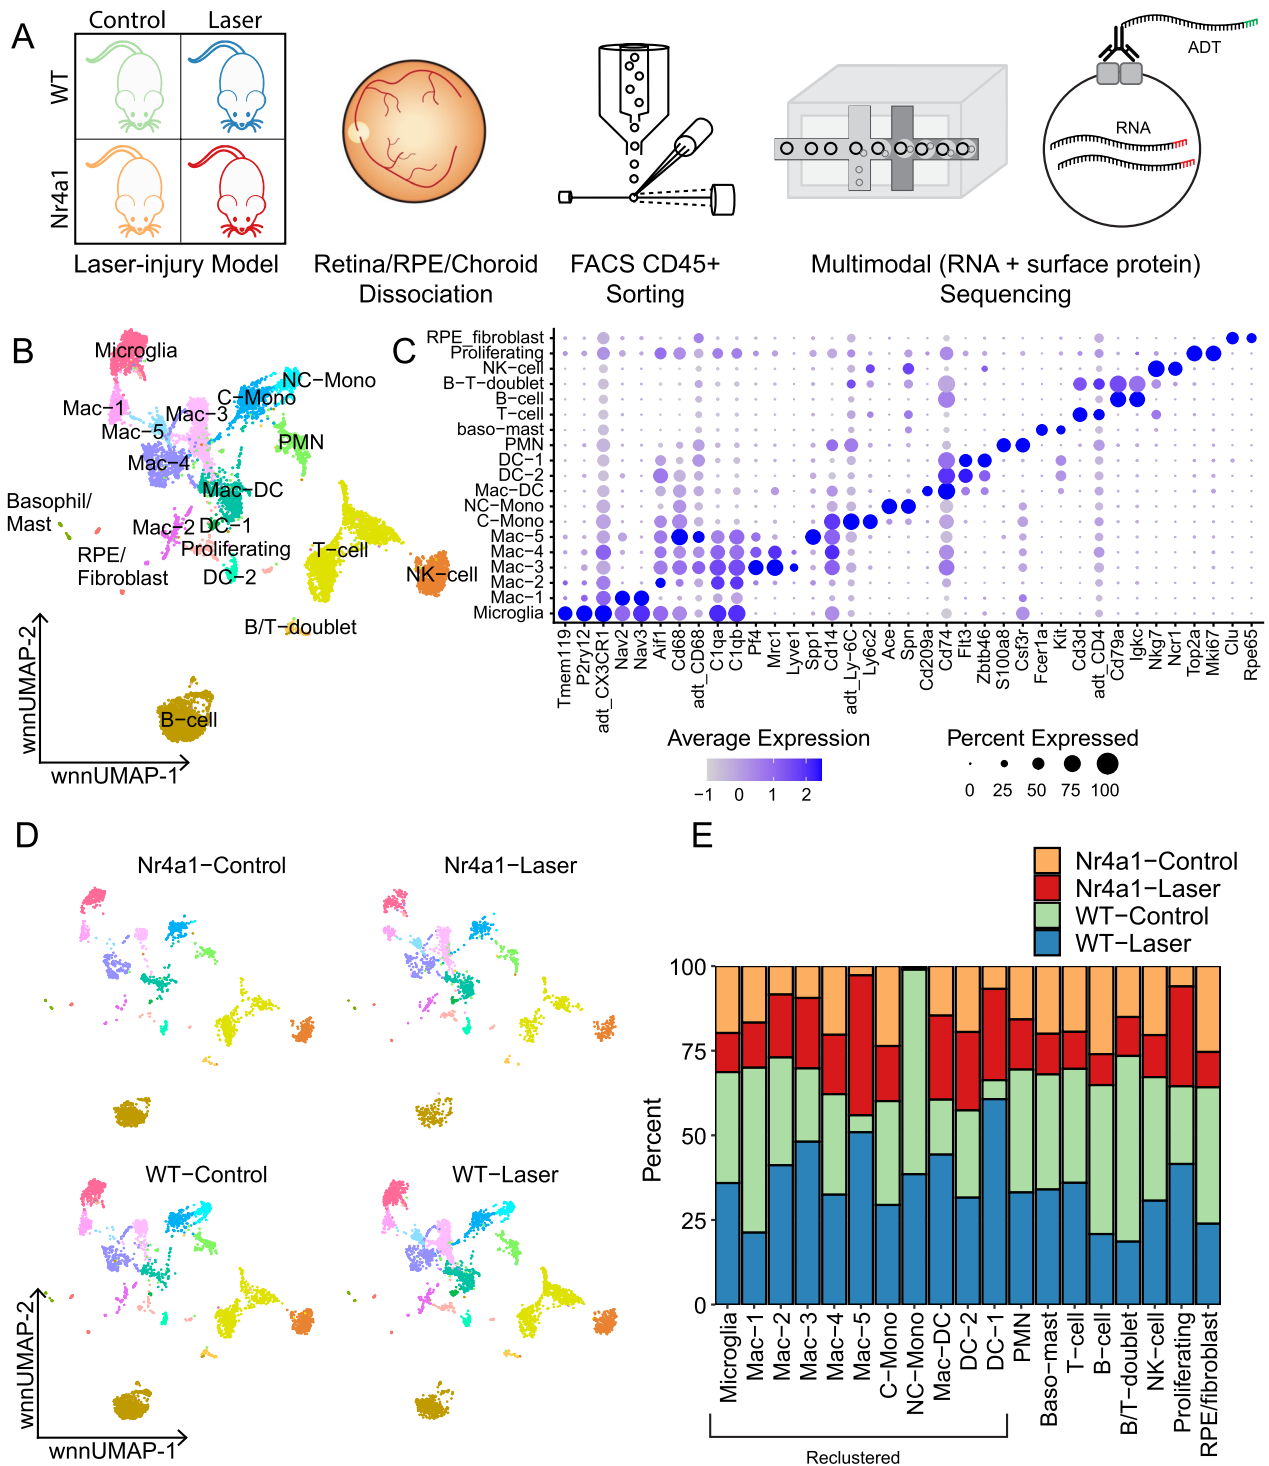 A
Control
Laser
WT
Nr4a1
Laser-injury Model
Retina/RPE/Choroid
Dissociation
FACS CD45+
Sorting
ADT
RNA
Multimodal (RNA + surface protein)
Sequencing
B
Microglia
NC−Mono
C−Mono
Mac−1
Mac−3
Mac−5
PMN
Mac−4
Mac−DC
Basophil/
Mast
Mac−2
DC−1
RPE/
Fibroblast
Proliferating
T−cell
DC−2
NK−cell
B/T−doublet
B−cell
wnnUMAP-2
wnnUMAP-1
C
RPE_fibroblast
Proliferating
NK−cell
B−T−doublet
B−cell
T−cell
baso−mast
PMN
DC−1
DC−2
Mac−DC
NC−Mono
C−Mono
Mac−5
Mac−4
Mac−3
Mac−2
Mac−1
Microglia
Tmem119
P2ry12
adt_CX3CR1
Nav2
Nav3
Aif1
Cd68
adt_CD68
C1qa
C1qb
Pf4
Mrc1
Lyve1
Spp1
Cd14
adt_Ly−6C
Ly6c2
Ace
Spn
Cd209a
Cd74
Flt3
Zbtb46
S100a8
Csf3r
Fcer1a
Kit
Cd3d
adt_CD4
Cd79a
Igkc
Nkg7
Ncr1
Top2a
Mki67
Clu
Rpe65
Average Expression
−1 0 1 2
Percent Expressed
0 25 50 75 100
D
Nr4a1−Control
Nr4a1−Laser
WT−Control
WT−Laser
wnnUMAP-2
wnnUMAP-1
E
Nr4a1−Control
Nr4a1−Laser
WT−Control
WT−Laser
Percent
100
75
50
25
0
Microglia
Mac−1
Mac−2
Mac−3
Mac−4
Mac−5
C−Mono
NC−Mono
Mac−DC
DC−2
DC−1
PMN
Baso−mast
T−cell
B−cell
B/T−doublet
NK−cell
Proliferating
RPE/fibroblast
Reclustered